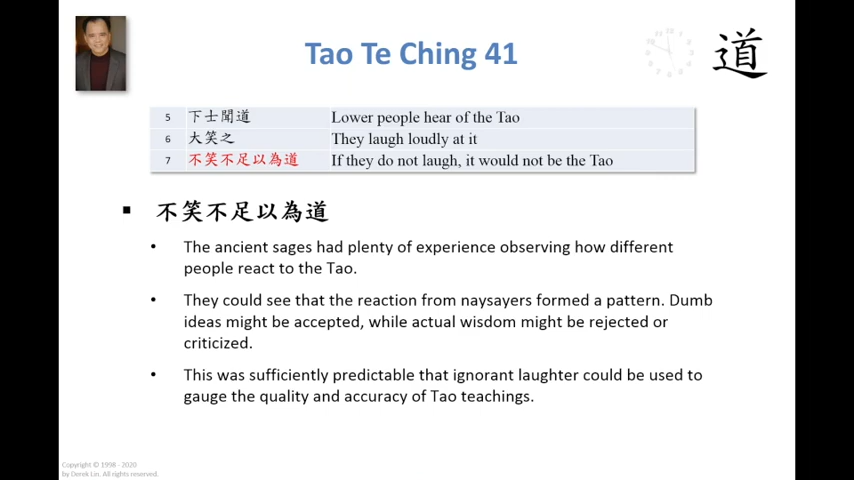 Tao Te Ching 41
道
5 下士聞道 Lower people hear of the Tao
6 大笑之 They laugh loudly at it
7 不笑不足以為道 If they do not laugh, it would not be the Tao
▪ 不笑不足以為道
• The ancient sages had plenty of experience observing how different
people react to the Tao.
• They could see that the reaction from naysayers formed a pattern. Dumb
ideas might be accepted, while actual wisdom might be rejected or
criticized.
• This was sufficiently predictable that ignorant laughter could be used to
gauge the quality and accuracy of Tao teachings.
Copyright © 1998 - 2020
by Derek Lin. All rights reserved.